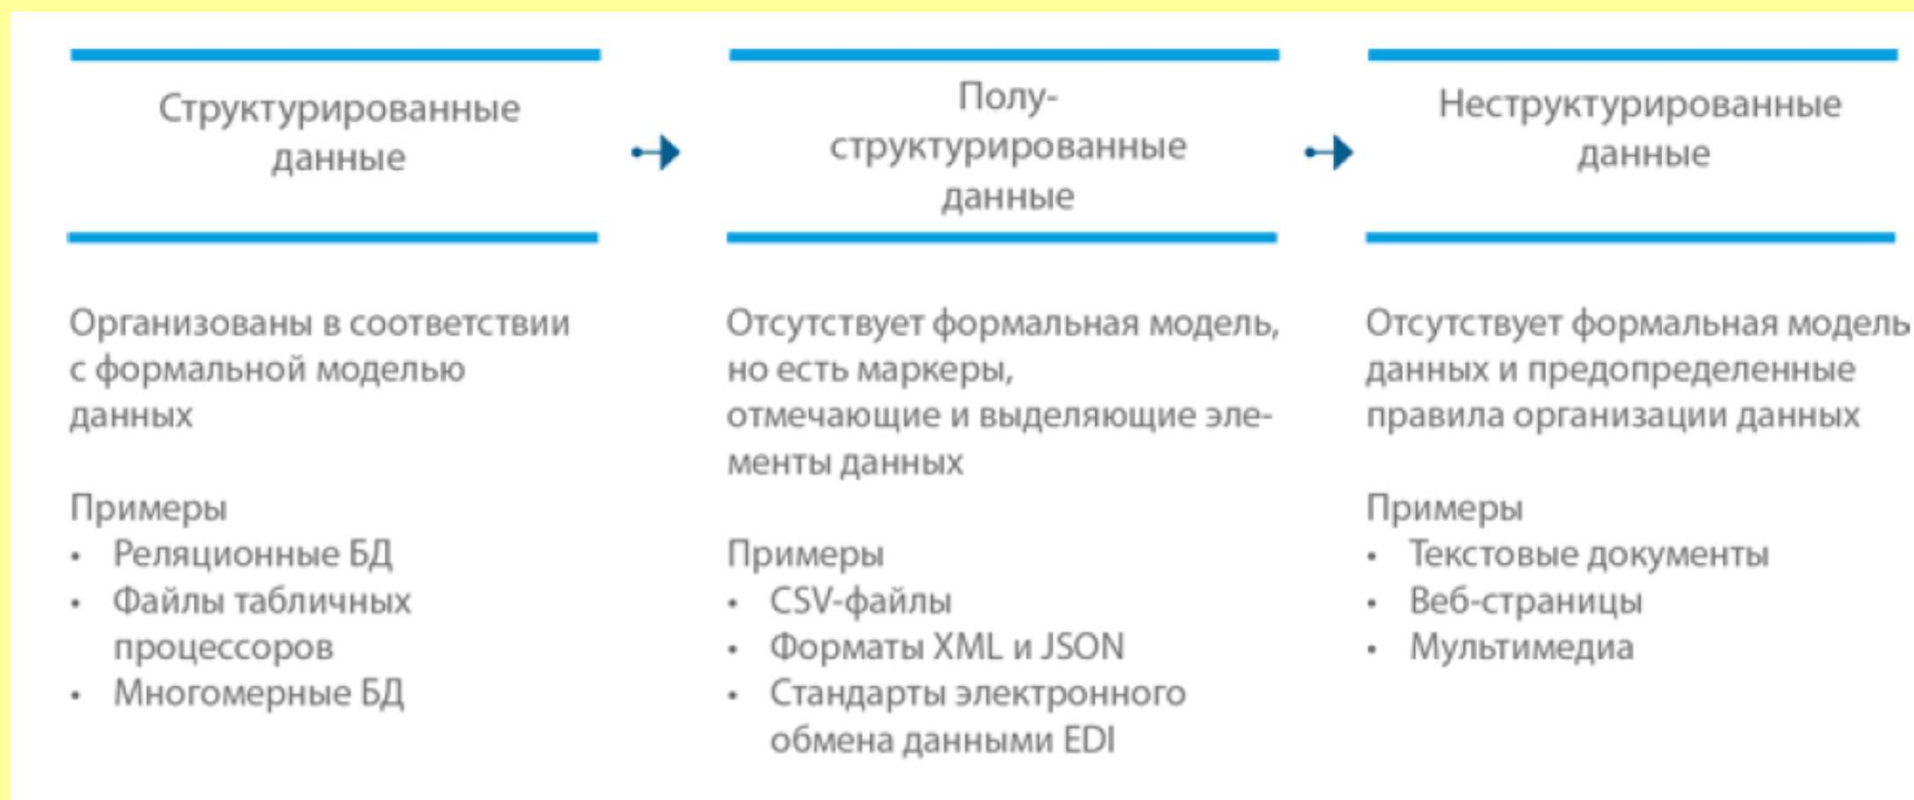 Структурированные
данные
Полу-
структурированные
данные
Неструктурированные
данные
Организованы в соответствии
с формальной моделью
данных
Примеры
• Реляционные БД
• Файлы табличных
процессоров
• Многомерные БД
Отсутствует формальная модель,
но есть маркеры,
отмечающие и выделяющие эле-
менты данных
Примеры
• CSV-файлы
• Форматы XML и JSON
• Стандарты электронного
обмена данными EDI
Отсутствует формальная модель
данных и предопределенные
правила организации данных
Примеры
• Текстовые документы
• Веб-страницы
• Мультимедиа